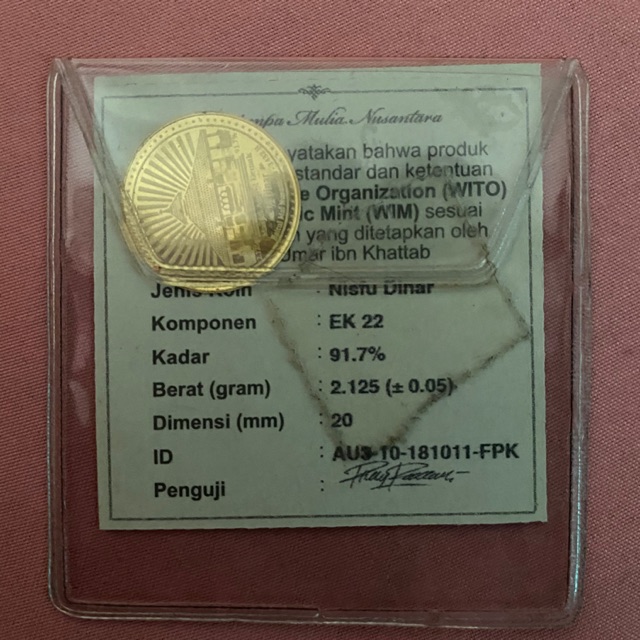 Mulia Nusantara
yatakan bahwa produk
standar dan ketentuan
Organization (WITO)
Mint (WIM) sesuai
yang ditetapkan oleh
Umar ibn Khattab
Jenis Koin : Nisfu Dinar
Komponen : EK 22
Kadar : 91.7%
Berat (gram) : 2.125 (± 0.05)
Dimensi (mm) : 20
ID : AU3-10-181011-FPK
Penguji :